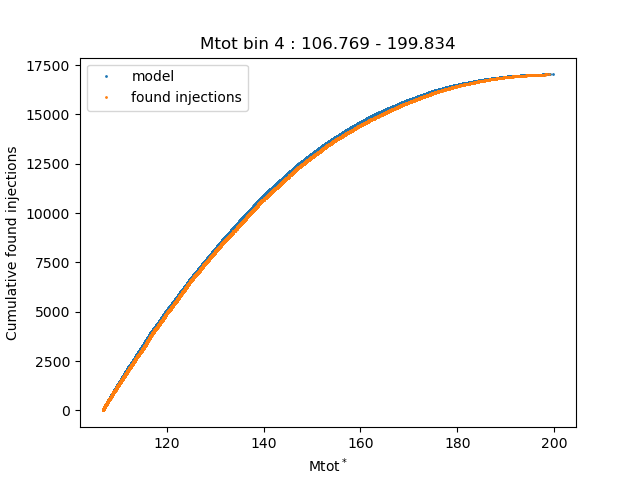 Mtot bin 4 : 106.769 - 199.834
17500
15000
12500
10000
7500
5000
2500
0
Cumulative found injections
model
found injections
120
140
160
180
200
Mtot*